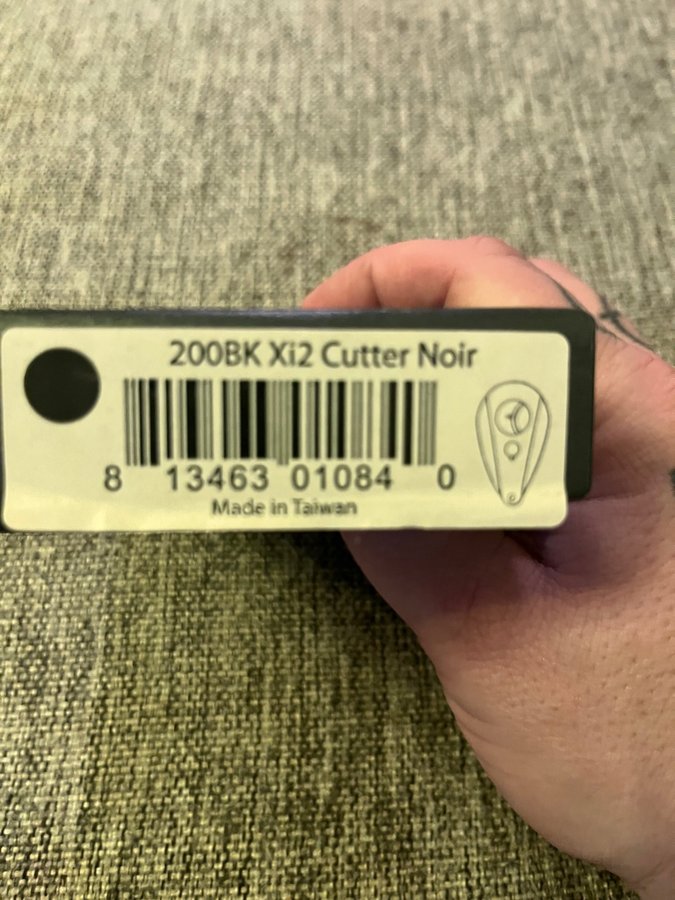 200BK Xi2 Cutter Noir
8 13463 01084 0
Made in Taiwan